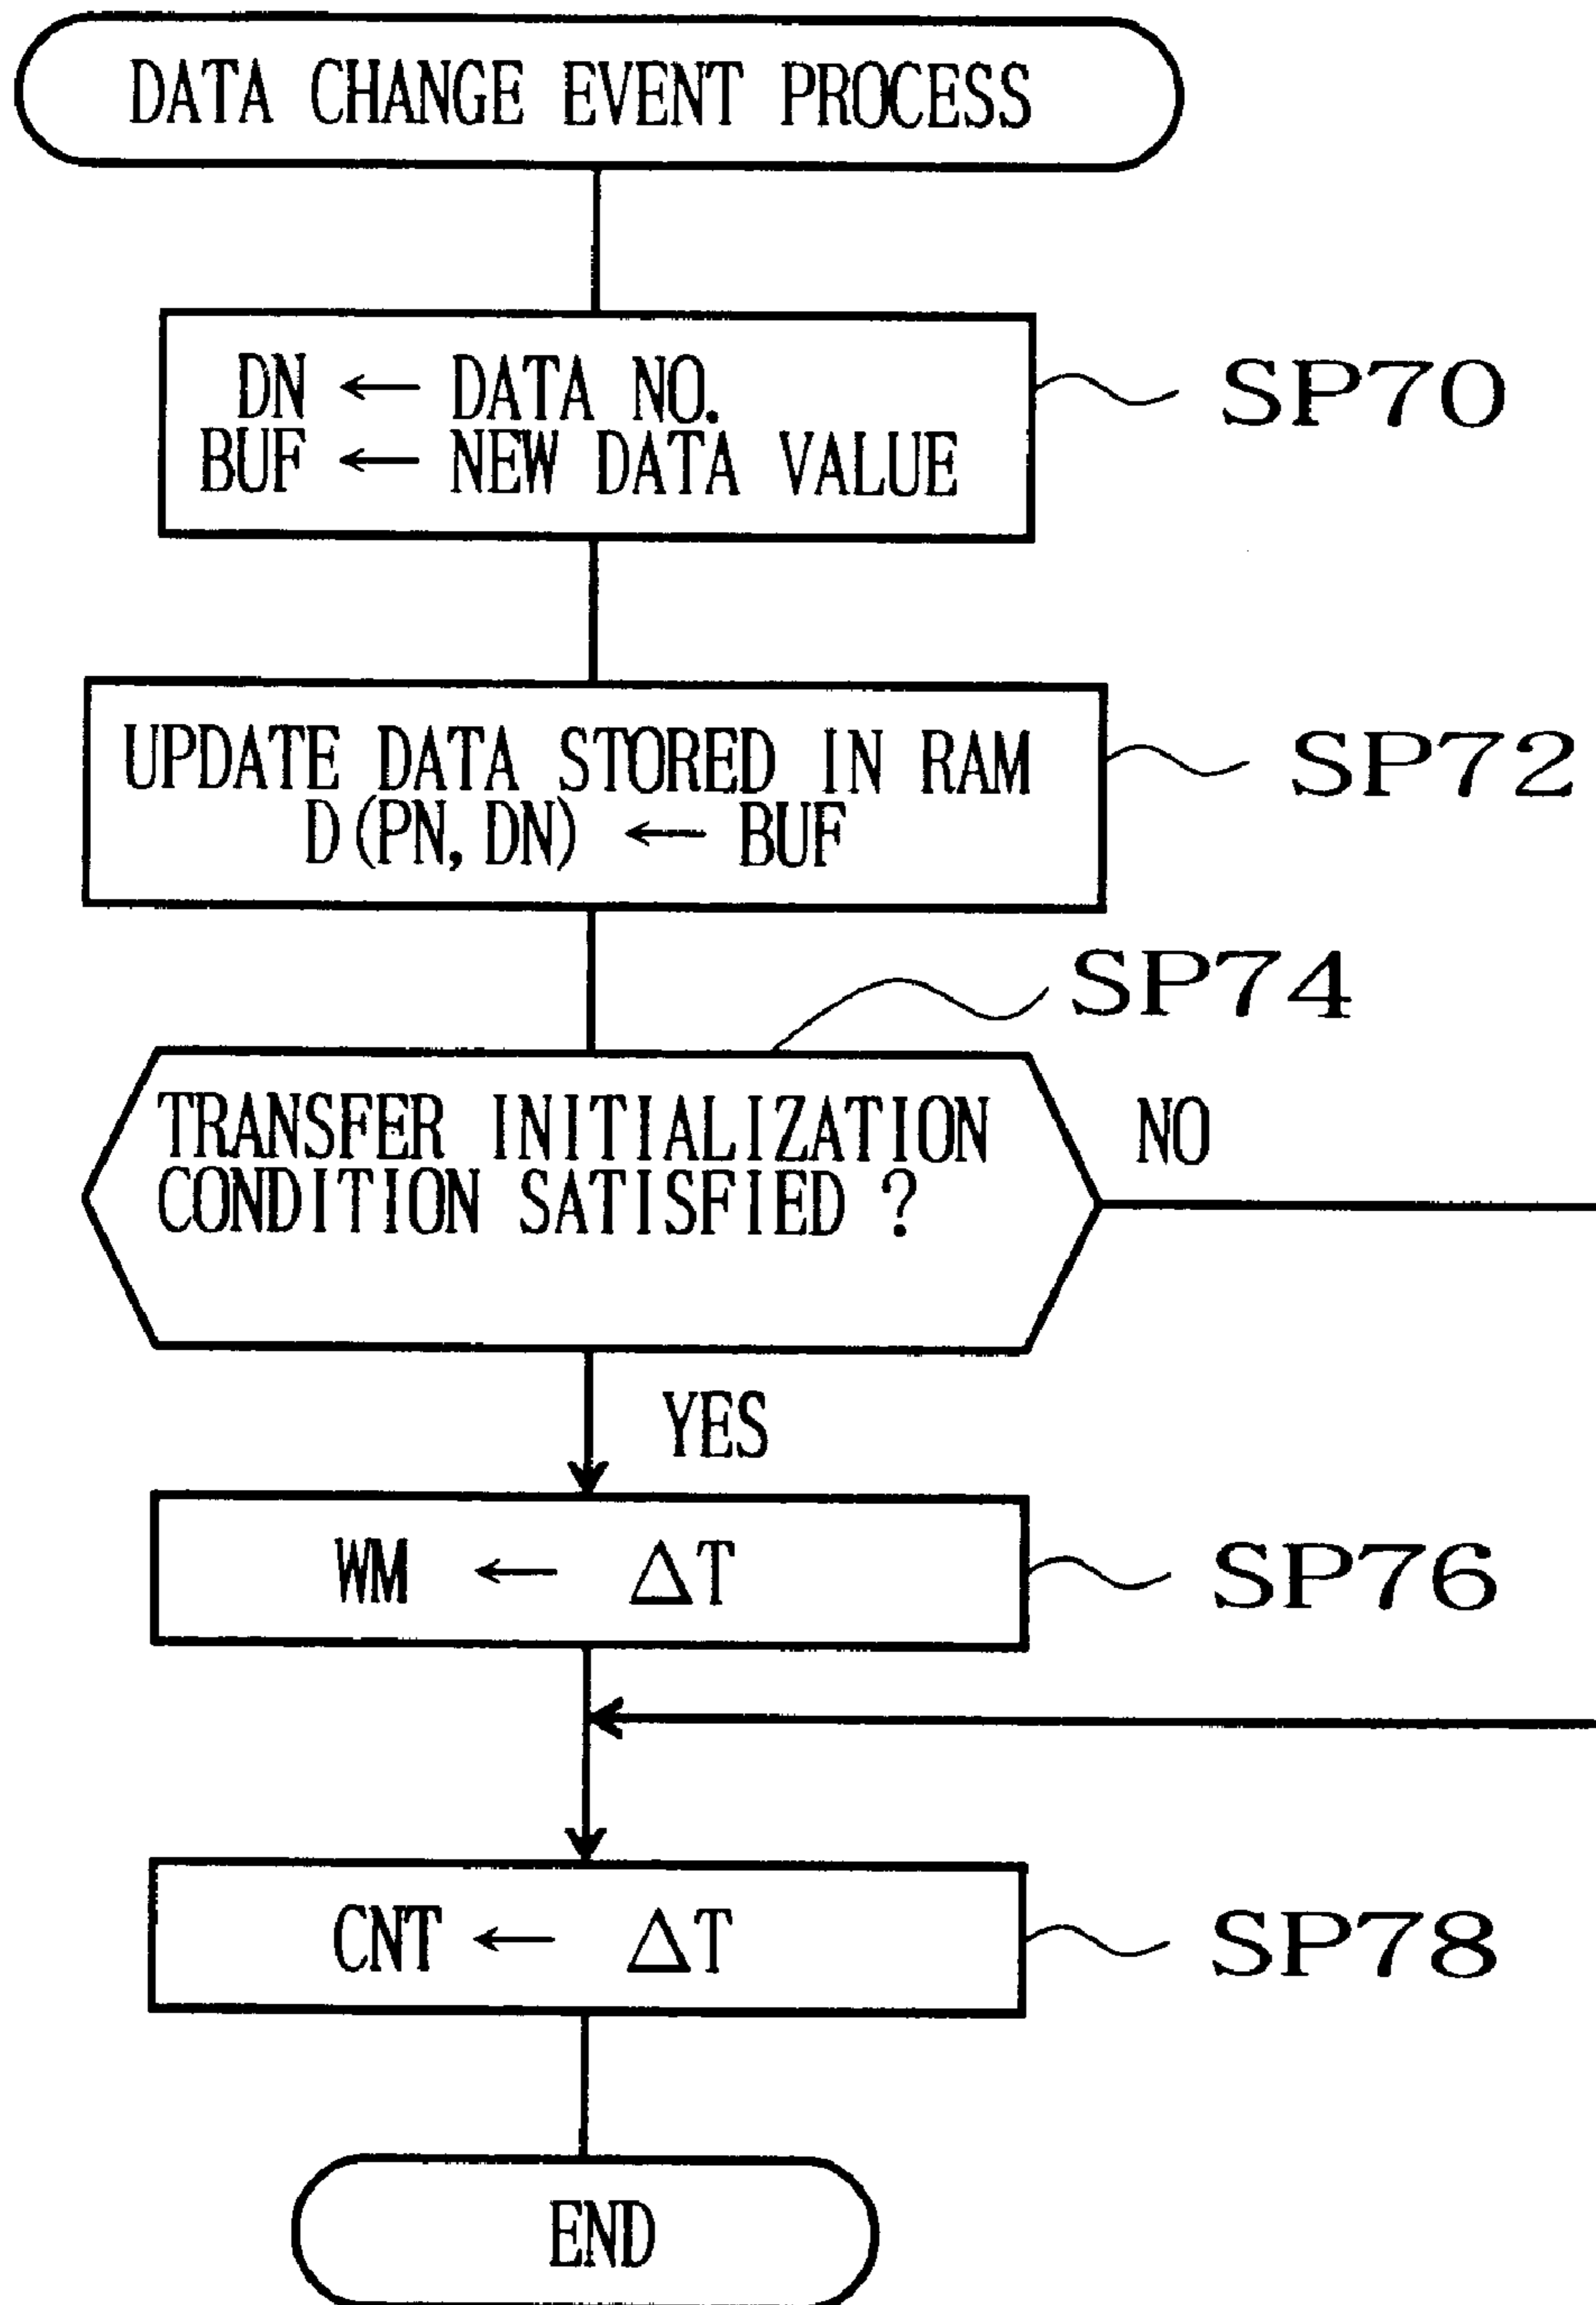 DATA CHANGE EVENT PROCESS
DN ← DATA NO.
BUF ← NEW DATA VALUE
SP70
UPDATE DATA STORED IN RAM
D(PN, DN) ← BUF
SP72
SP74
TRANSFER INITIALIZATION
CONDITION SATISFIED ?
NO
YES
WM ← ΔT
SP76
CNT ← ΔT
SP78
END